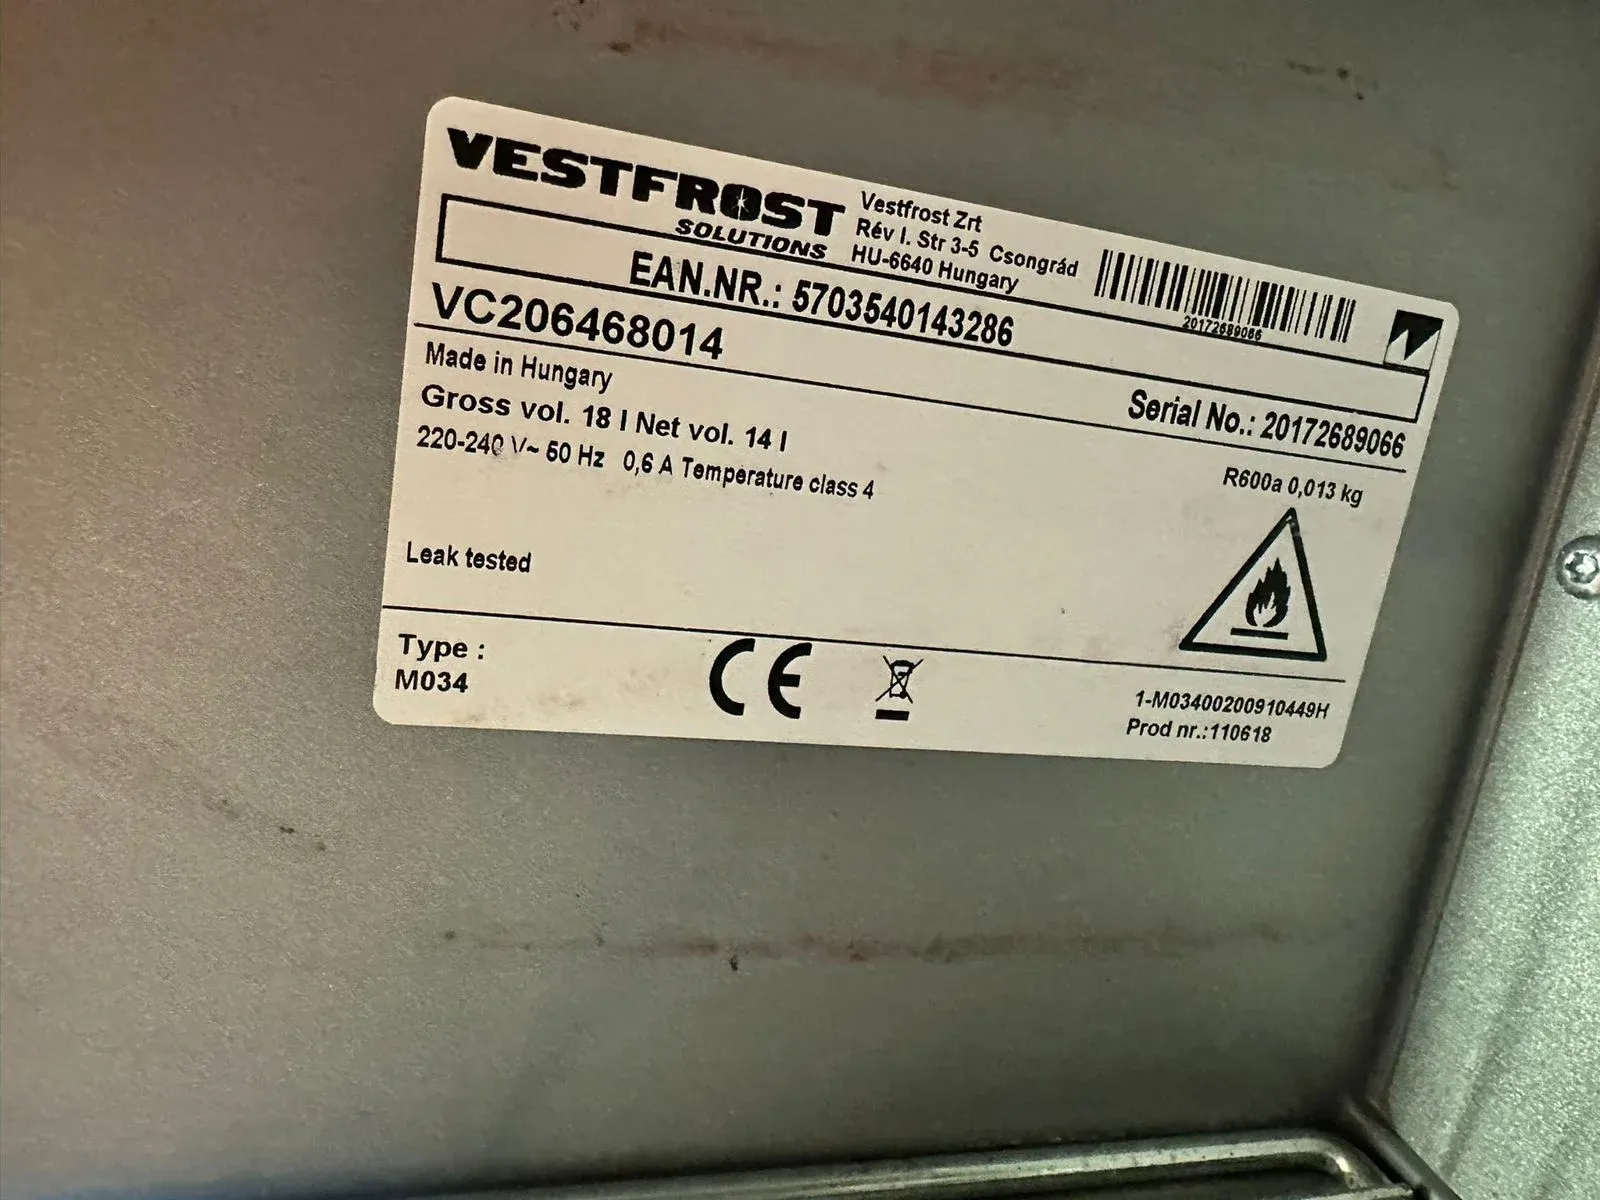 VESTFROST
SOLUTIONS
Vestfrost Zrt
Rév I. Str 3-5 Csongrád
HU-6640 Hungary
20172689066
EAN.NR.: 5703540143286
VC206468014
Serial No.: 20172689066
Made in Hungary
Gross vol. 18 l Net vol. 14 l
220-240 V~ 50 Hz 0,6 A Temperature class 4
R600a 0,013 kg
Leak tested
Type :
M034
CE
1-M03400200910449H
Prod nr.:110618